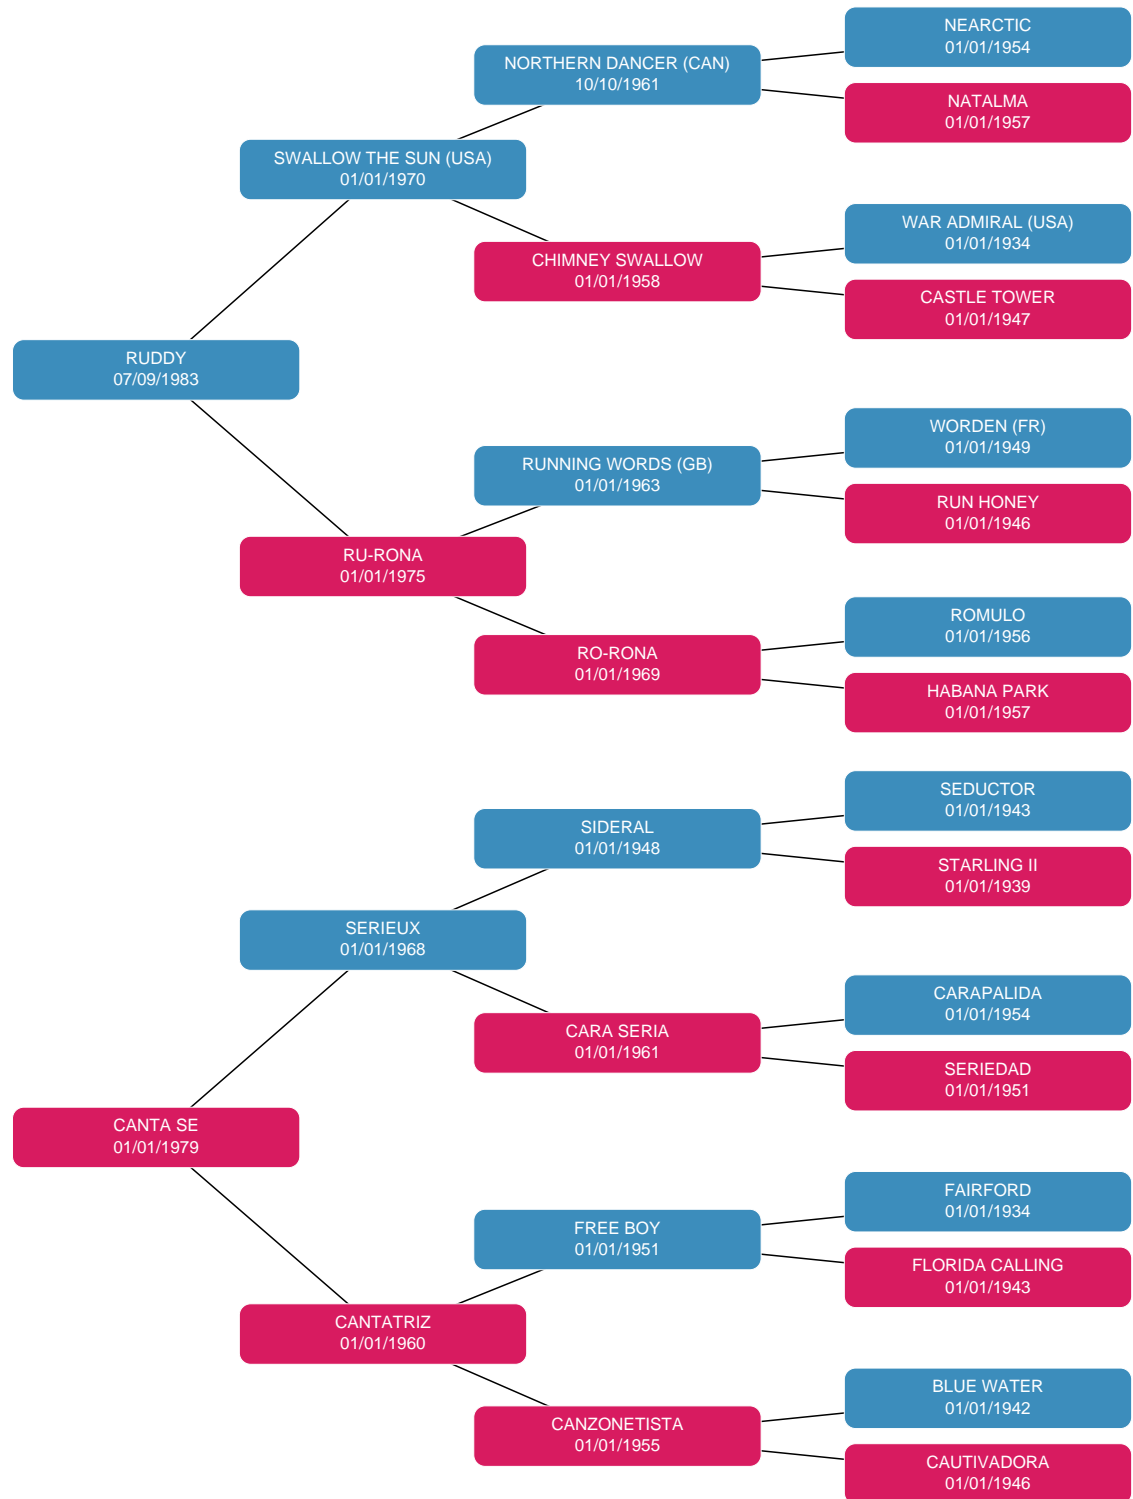 NEARCTIC
01/01/1954
NORTHERN DANCER (CAN)
10/10/1961
NATALMA
01/01/1957
SWALLOW THE SUN (USA)
01/01/1970
WAR ADMIRAL (USA)
01/01/1934
CHIMNEY SWALLOW
01/01/1958
CASTLE TOWER
01/01/1947
RUDDY
07/09/1983
WORDEN (FR)
01/01/1949
RUNNING WORDS (GB)
01/01/1963
RUN HONEY
01/01/1946
RU-RONA
01/01/1975
ROMULO
01/01/1956
RO-RONA
01/01/1969
HABANA PARK
01/01/1957
SEDUCTOR
01/01/1943
SIDERAL
01/01/1948
STARLING II
01/01/1939
SERIEUX
01/01/1968
CARAPALIDA
01/01/1954
CARA SERIA
01/01/1961
SERIEDAD
01/01/1951
CANTA SE
01/01/1979
FAIRFORD
01/01/1934
FREE BOY
01/01/1951
FLORIDA CALLING
01/01/1943
CANTATRIZ
01/01/1960
BLUE WATER
01/01/1942
CANZONETISTA
01/01/1955
CAUTIVADORA
01/01/1946